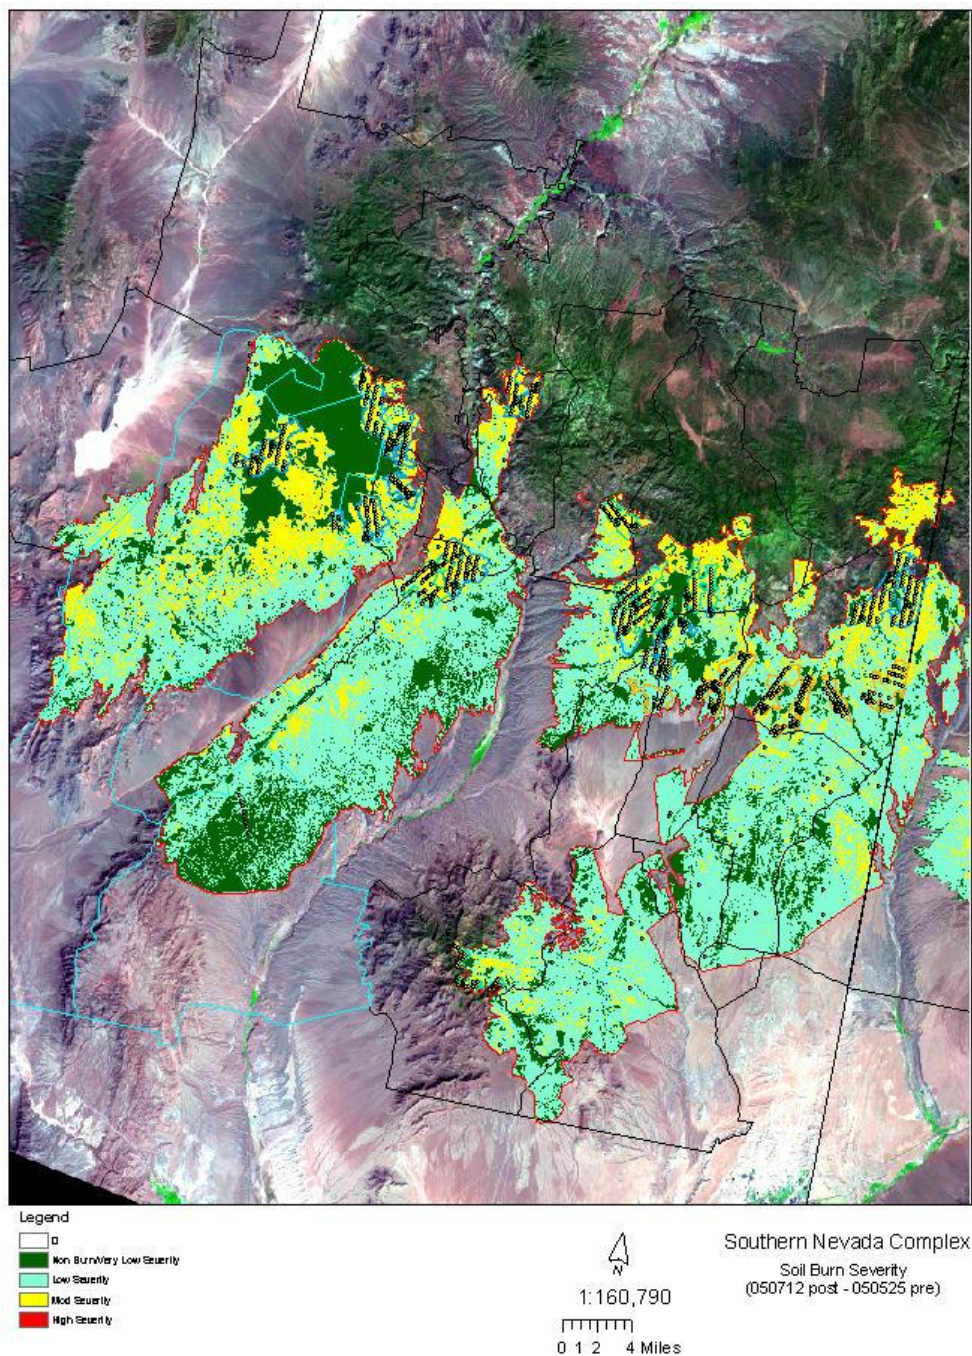 Legend
0
Non Burn/Very Low Severity
Low Severity
Mod Severity
High Severity
N
1:160,790
0 1 2 4 Miles
Southern Nevada Complex
Soil Burn Severity
(050712 post - 050525 pre)